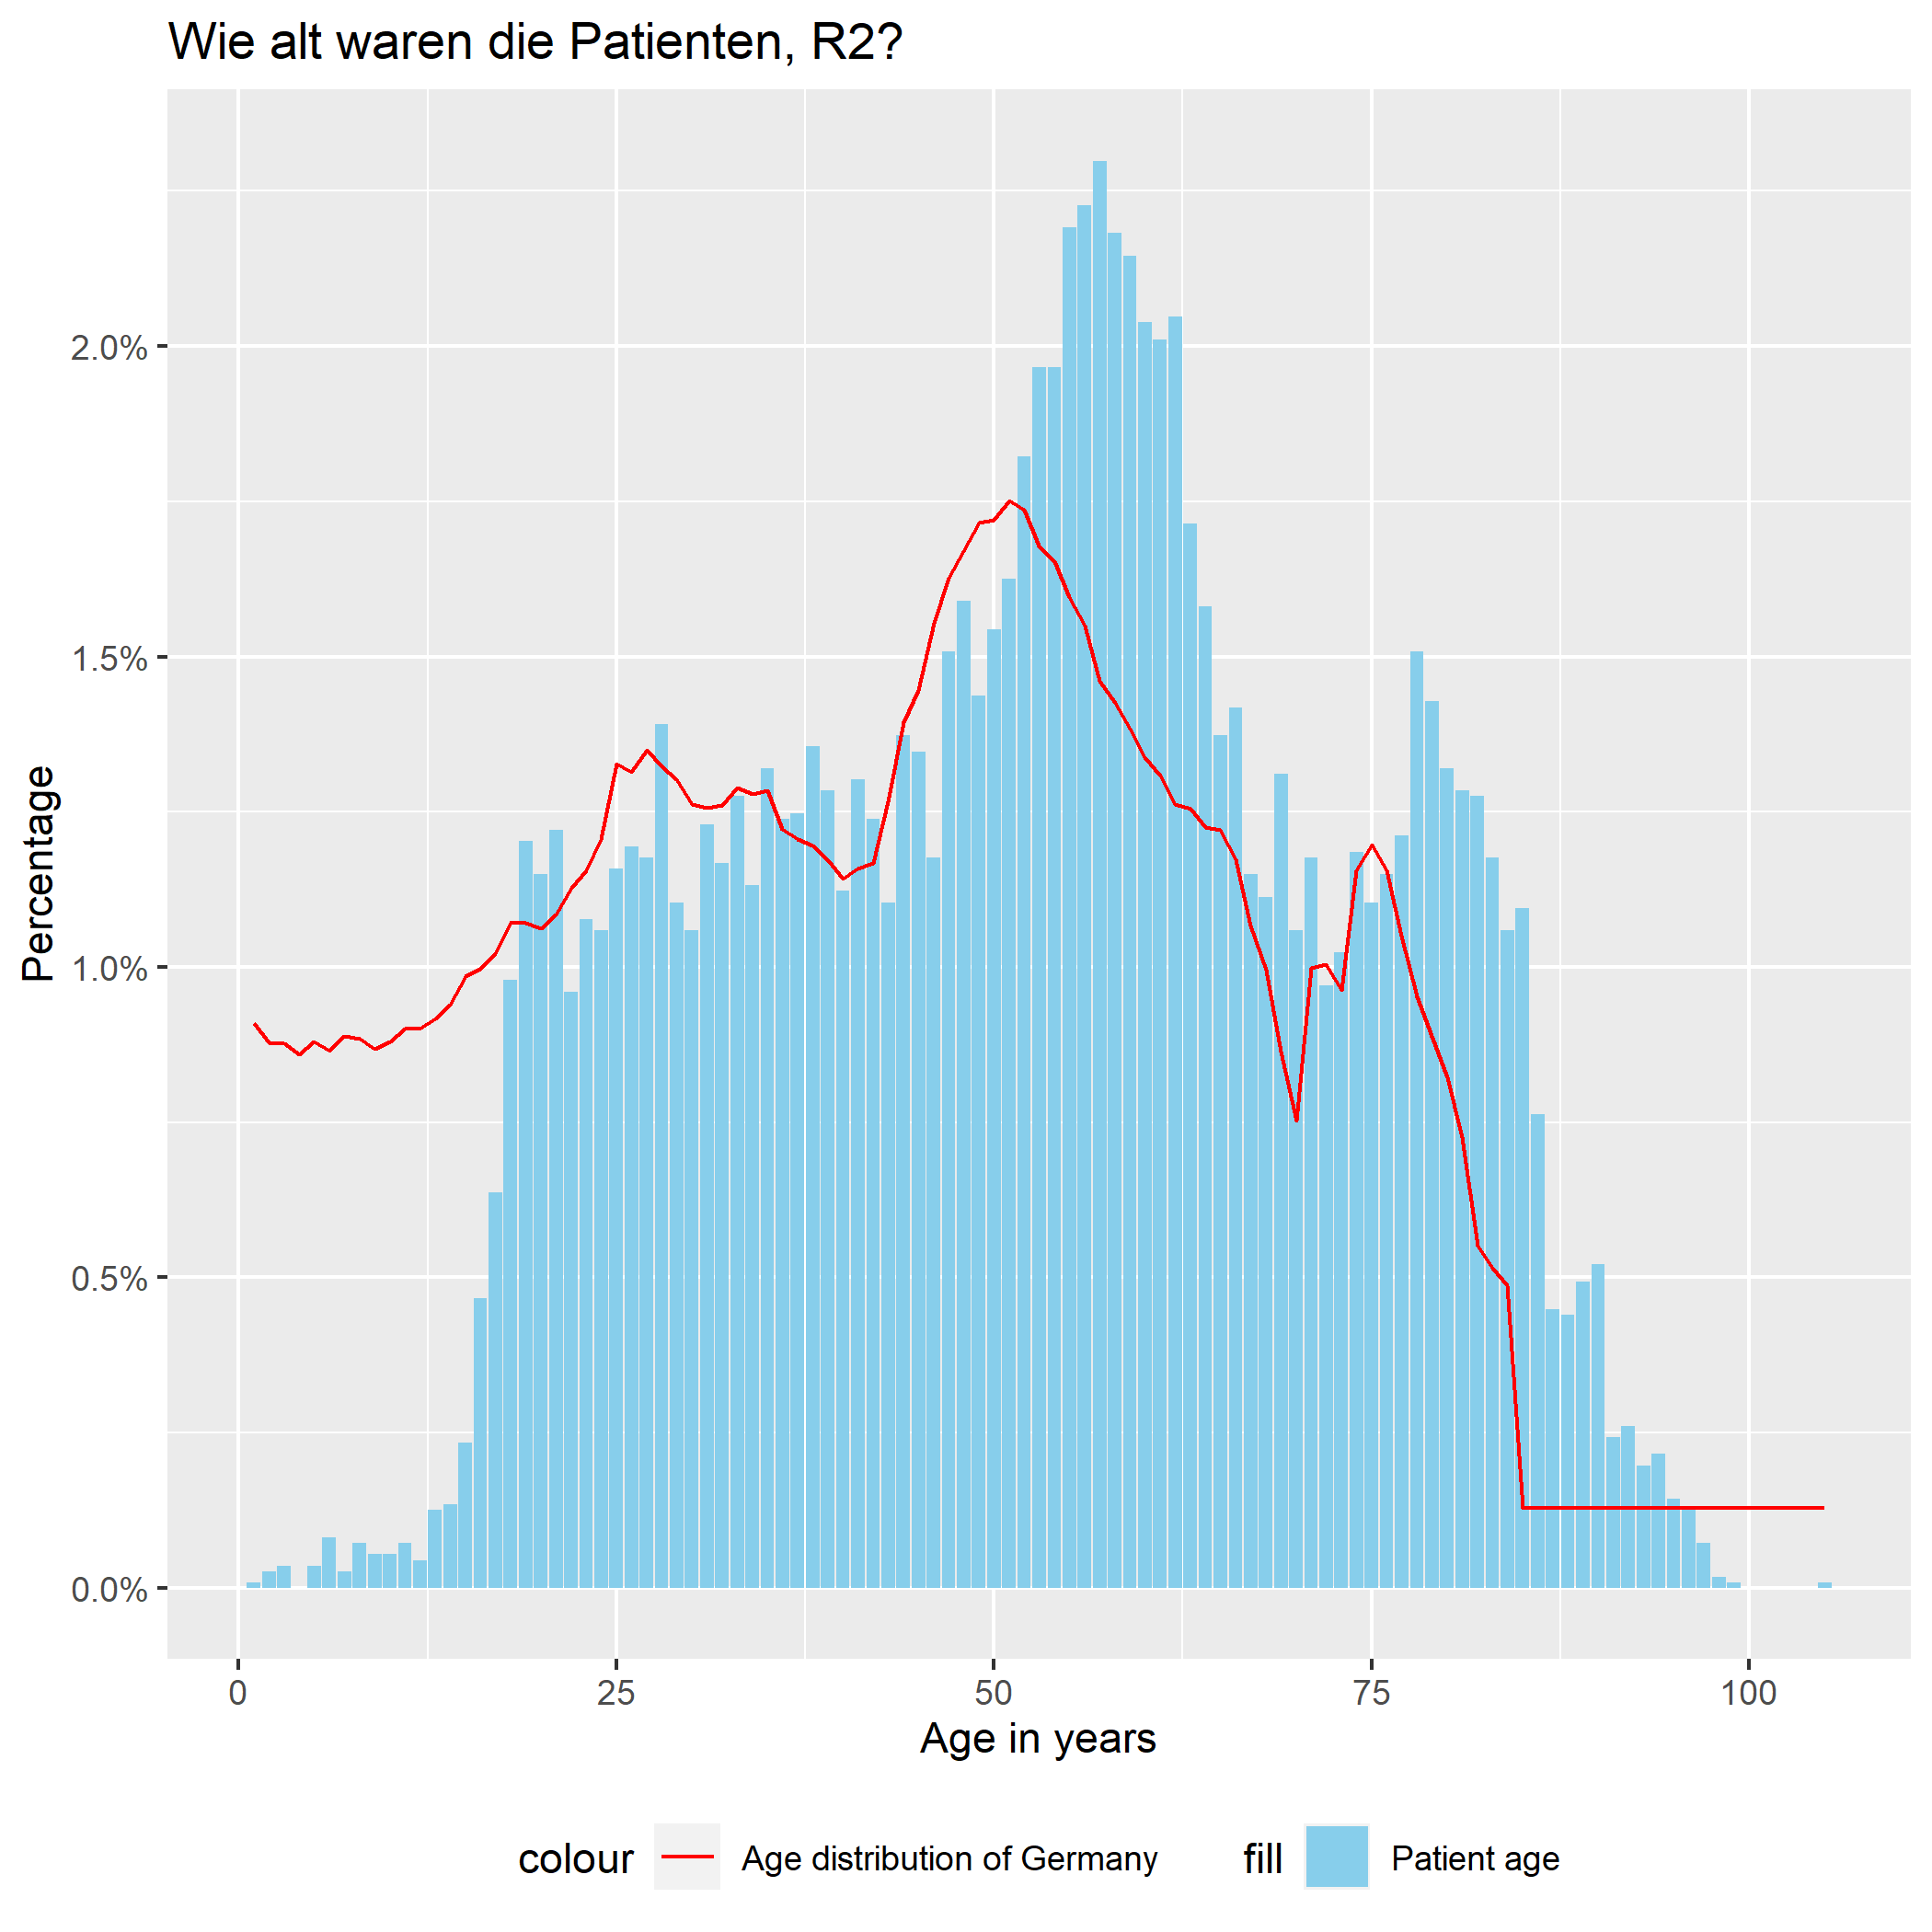 Wie alt waren die Patienten, R2?
Percentage
2.0%
1.5%
1.0%
0.5%
0.0%
0 25 50 75 100
Age in years
colour Age distribution of Germany fill Patient age